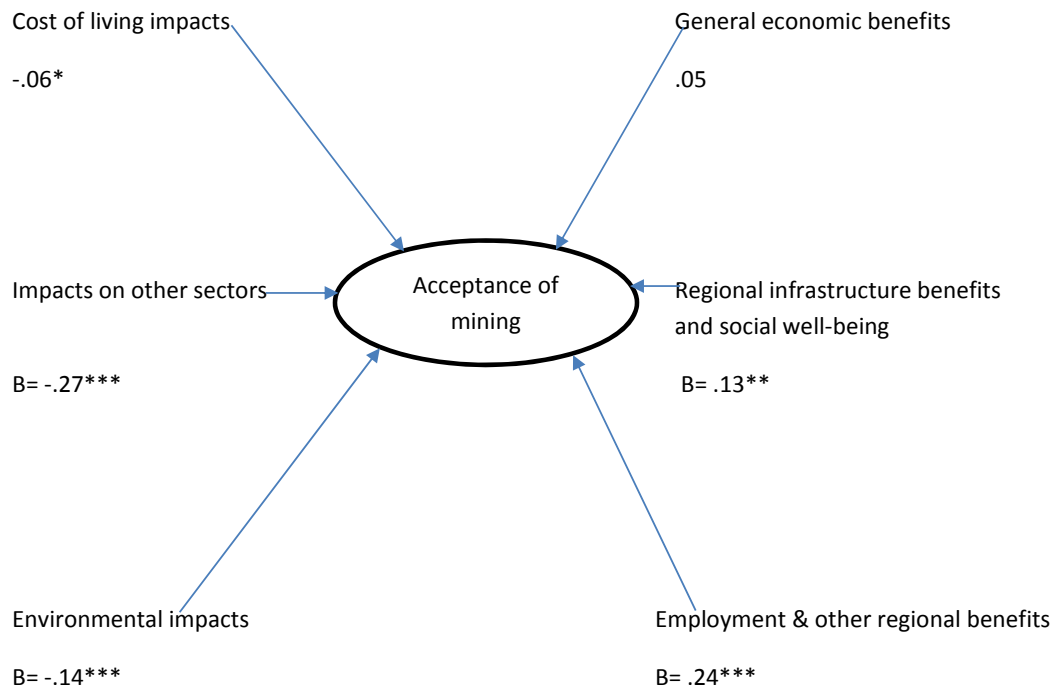 Cost of living impacts
-.06*
General economic benefits
.05
Impacts on other sectors
B= -.27***
Acceptance of
mining
Regional infrastructure benefits
and social well-being
B= .13**
Environmental impacts
B= -.14***
Employment & other regional benefits
B= .24***